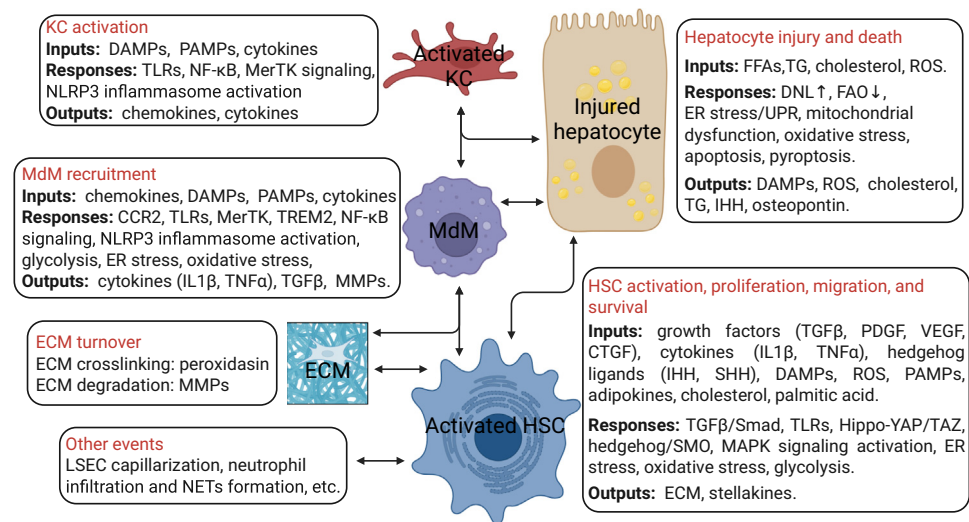 KC activation
Inputs: DAMPs, PAMPs, cytokines
Responses: TLRs, NF-κB, MerTK signaling,
NLRP3 inflammasome activation
Outputs: chemokines, cytokines
Activated
KC
Injured
hepatocyte
Hepatocyte injury and death
Inputs: FFAs,TG, cholesterol, ROS.
Responses: DNL↑, FAO↓,
ER stress/UPR, mitochondrial
dysfunction, oxidative stress,
apoptosis, pyroptosis.
Outputs: DAMPs, ROS, cholesterol,
TG, IHH, osteopontin.
MdM recruitment
Inputs: chemokines, DAMPs, PAMPs, cytokines
Responses: CCR2, TLRs, MerTK, TREM2, NF-κB
signaling, NLRP3 inflammasome activation,
glycolysis, ER stress, oxidative stress,
Outputs: cytokines (IL1β, TNFα), TGFβ, MMPs.
MdM
HSC activation, proliferation, migration, and
survival
Inputs: growth factors (TGFβ, PDGF, VEGF,
CTGF), cytokines (IL1β, TNFα), hedgehog
ligands (IHH, SHH), DAMPs, ROS, PAMPs,
adipokines, cholesterol, palmitic acid.
Responses: TGFβ/Smad, TLRs, Hippo-YAP/TAZ,
hedgehog/SMO, MAPK signaling activation, ER
stress, oxidative stress, glycolysis.
Outputs: ECM, stellakines.
ECM turnover
ECM crosslinking: peroxidasin
ECM degradation: MMPs
ECM
Activated HSC
Other events
LSEC capillarization, neutrophil
infiltration and NETs formation, etc.